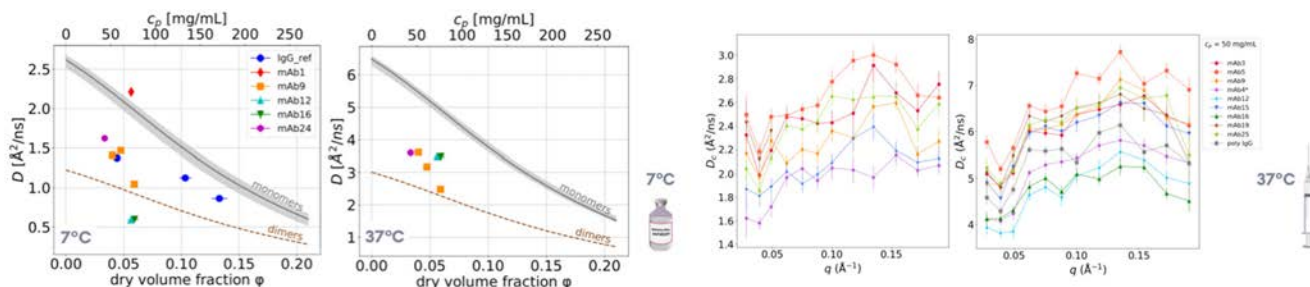 c_p [mg/mL]
0 50 100 150 200 250
D [Å²/ns]
2.5
2.0
1.5
1.0
0.5
IgG_ref
mAb1
mAb9
mAb12
mAb16
mAb24
monomers
dimers
7°C
0.00 0.05 0.10 0.15 0.20
dry volume fraction φ
c_p [mg/mL]
0 50 100 150 200 250
D [Å²/ns]
6
5
4
3
2
1
monomers
dimers
37°C
0.00 0.05 0.10 0.15 0.20
dry volume fraction φ
7°C
D_c (Å²/ns)
3.0
2.8
2.6
2.4
2.2
2.0
1.8
1.6
1.4
0.05 0.10 0.15
q (Å⁻¹)
D_c (Å²/ns)
8
7
6
5
4
0.05 0.10 0.15
q (Å⁻¹)
c_p = 50 mg/mL
mAb3
mAb5
mAb9
mAb4*
mAb12
mAb15
mAb16
mAb19
mAb25
poly IgG
37°C